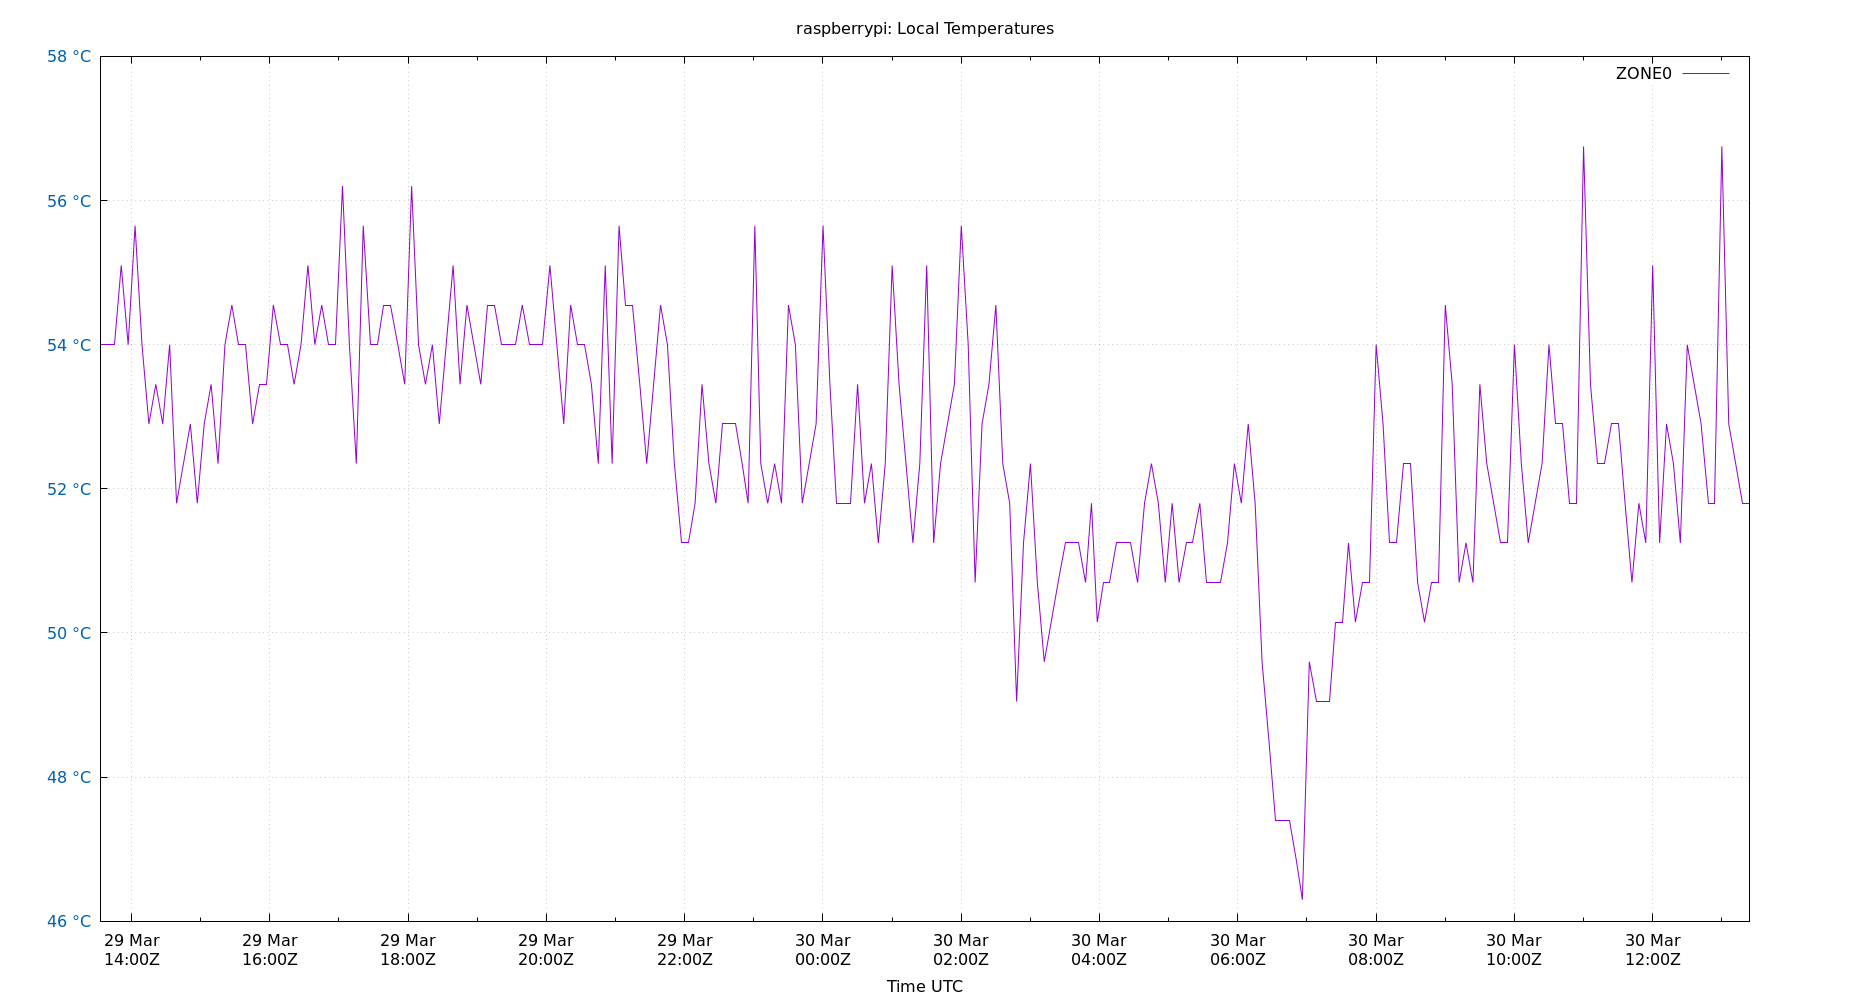 raspberrypi: Local Temperatures
58 °C
ZONE0
56 °C
54 °C
52 °C
50 °C
48 °C
46 °C
29 Mar 29 Mar 29 Mar 29 Mar 29 Mar 30 Mar 30 Mar 30 Mar 30 Mar 30 Mar 30 Mar 30 Mar
14:00Z 16:00Z 18:00Z 20:00Z 22:00Z 00:00Z 02:00Z 04:00Z 06:00Z 08:00Z 10:00Z 12:00Z
Time UTC